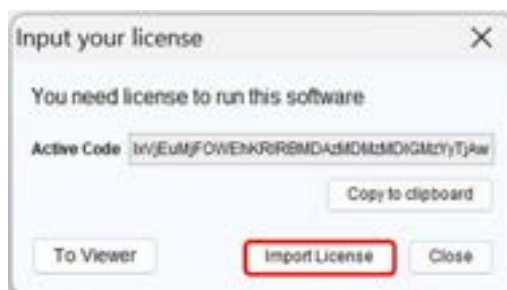 Input your license
You need license to run this software
Active Code
Copy to clipboard
To Viewer Import License Close